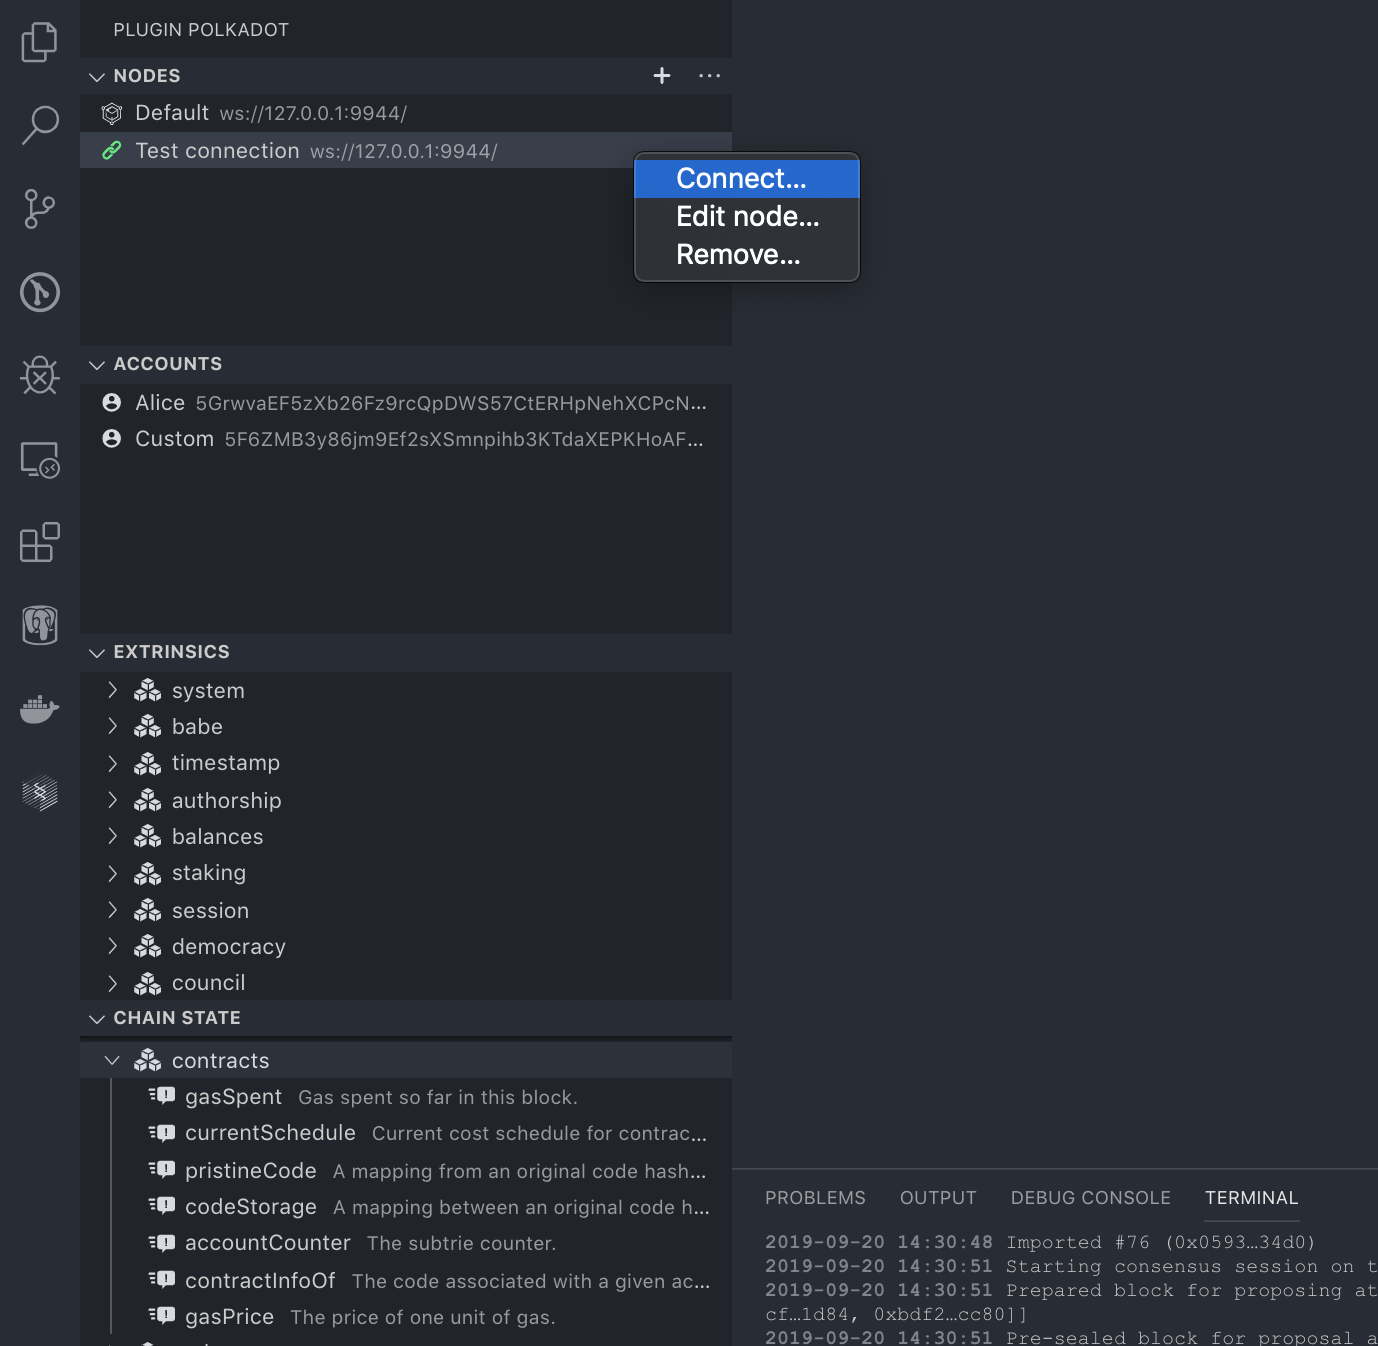 PLUGIN POLKADOT
NODES
Default ws://127.0.0.1:9944/
Test connection ws://127.0.0.1:9944/
Connect...
Edit node...
Remove...
ACCOUNTS
Alice 5GrwvaEF5zXb26Fz9rcQpDWS57CtERHpNehXCPcN...
Custom 5F6ZMB3y86jm9Ef2sXSmnpihb3KTdaXEPKHoAF...
EXTRINSICS
system
babe
timestamp
authorship
balances
staking
session
democracy
council
CHAIN STATE
contracts
gasSpent Gas spent so far in this block.
currentSchedule Current cost schedule for contrac...
pristineCode A mapping from an original code hash...
codeStorage A mapping between an original code h...
accountCounter The subtrie counter.
contractInfoOf The code associated with a given ac...
gasPrice The price of one unit of gas.
PROBLEMS OUTPUT DEBUG CONSOLE TERMINAL
2019-09-20 14:30:48 Imported #76 (0x0593…34d0)
2019-09-20 14:30:51 Starting consensus session on t
2019-09-20 14:30:51 Prepared block for proposing at
cf…1d84, 0xbdf2…cc80]]
2019-09-20 14:30:51 Pre-sealed block for proposal a